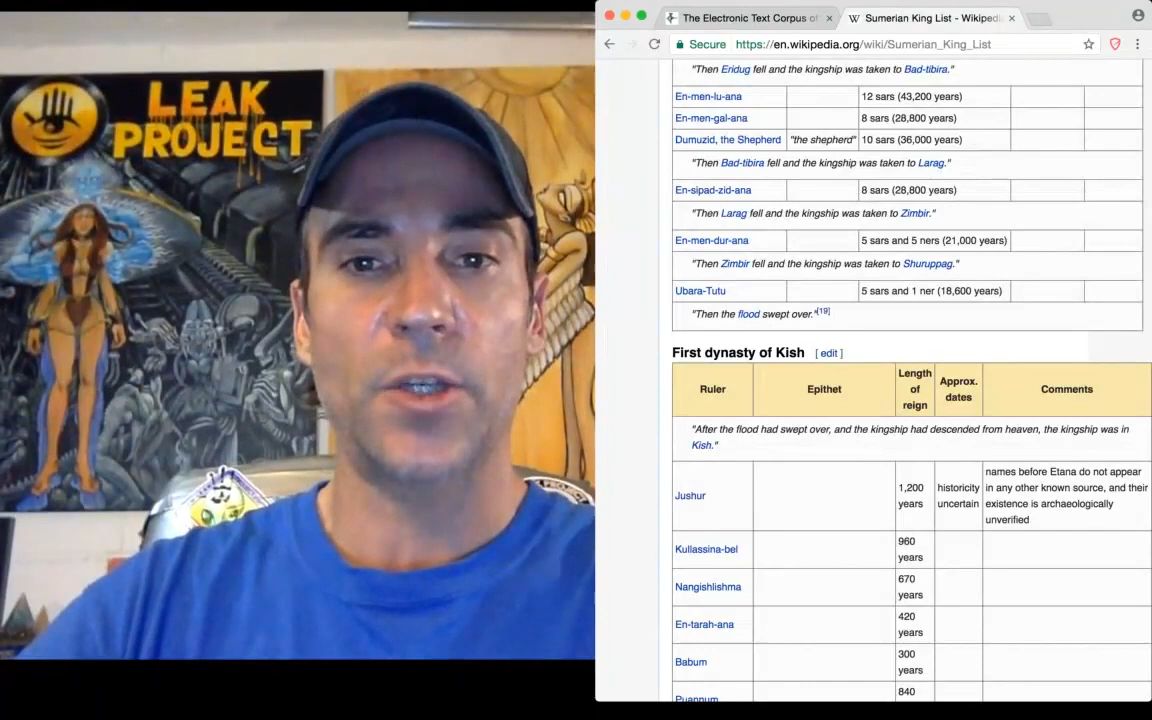 LEAK
PROJECT
The Electronic Text Corpus of
Sumerian King List - Wikipedi
Secure https://en.wikipedia.org/wiki/Sumerian_King_List
"Then Eridug fell and the kingship was taken to Bad-tibira."
En-men-lu-ana 12 sars (43,200 years)
En-men-gal-ana 8 sars (28,800 years)
Dumuzid, the Shepherd "the shepherd" 10 sars (36,000 years)
"Then Bad-tibira fell and the kingship was taken to Larag."
En-sipad-zid-ana 8 sars (28,800 years)
"Then Larag fell and the kingship was taken to Zimbir."
En-men-dur-ana 5 sars and 5 ners (21,000 years)
"Then Zimbir fell and the kingship was taken to Shuruppag."
Ubara-Tutu 5 sars and 1 ner (18,600 years)
"Then the flood swept over."[19]
First dynasty of Kish [ edit ]
Ruler Epithet Length of reign Approx. dates Comments
"After the flood had swept over, and the kingship had descended from heaven, the kingship was in
Kish."
Jushur 1,200 years historicity uncertain names before Etana do not appear
in any other known source, and their
existence is archaeologically
unverified
Kullassina-bel 960 years
Nangishlishma 670 years
En-tarah-ana 420 years
Babum 300 years
Puannum 840